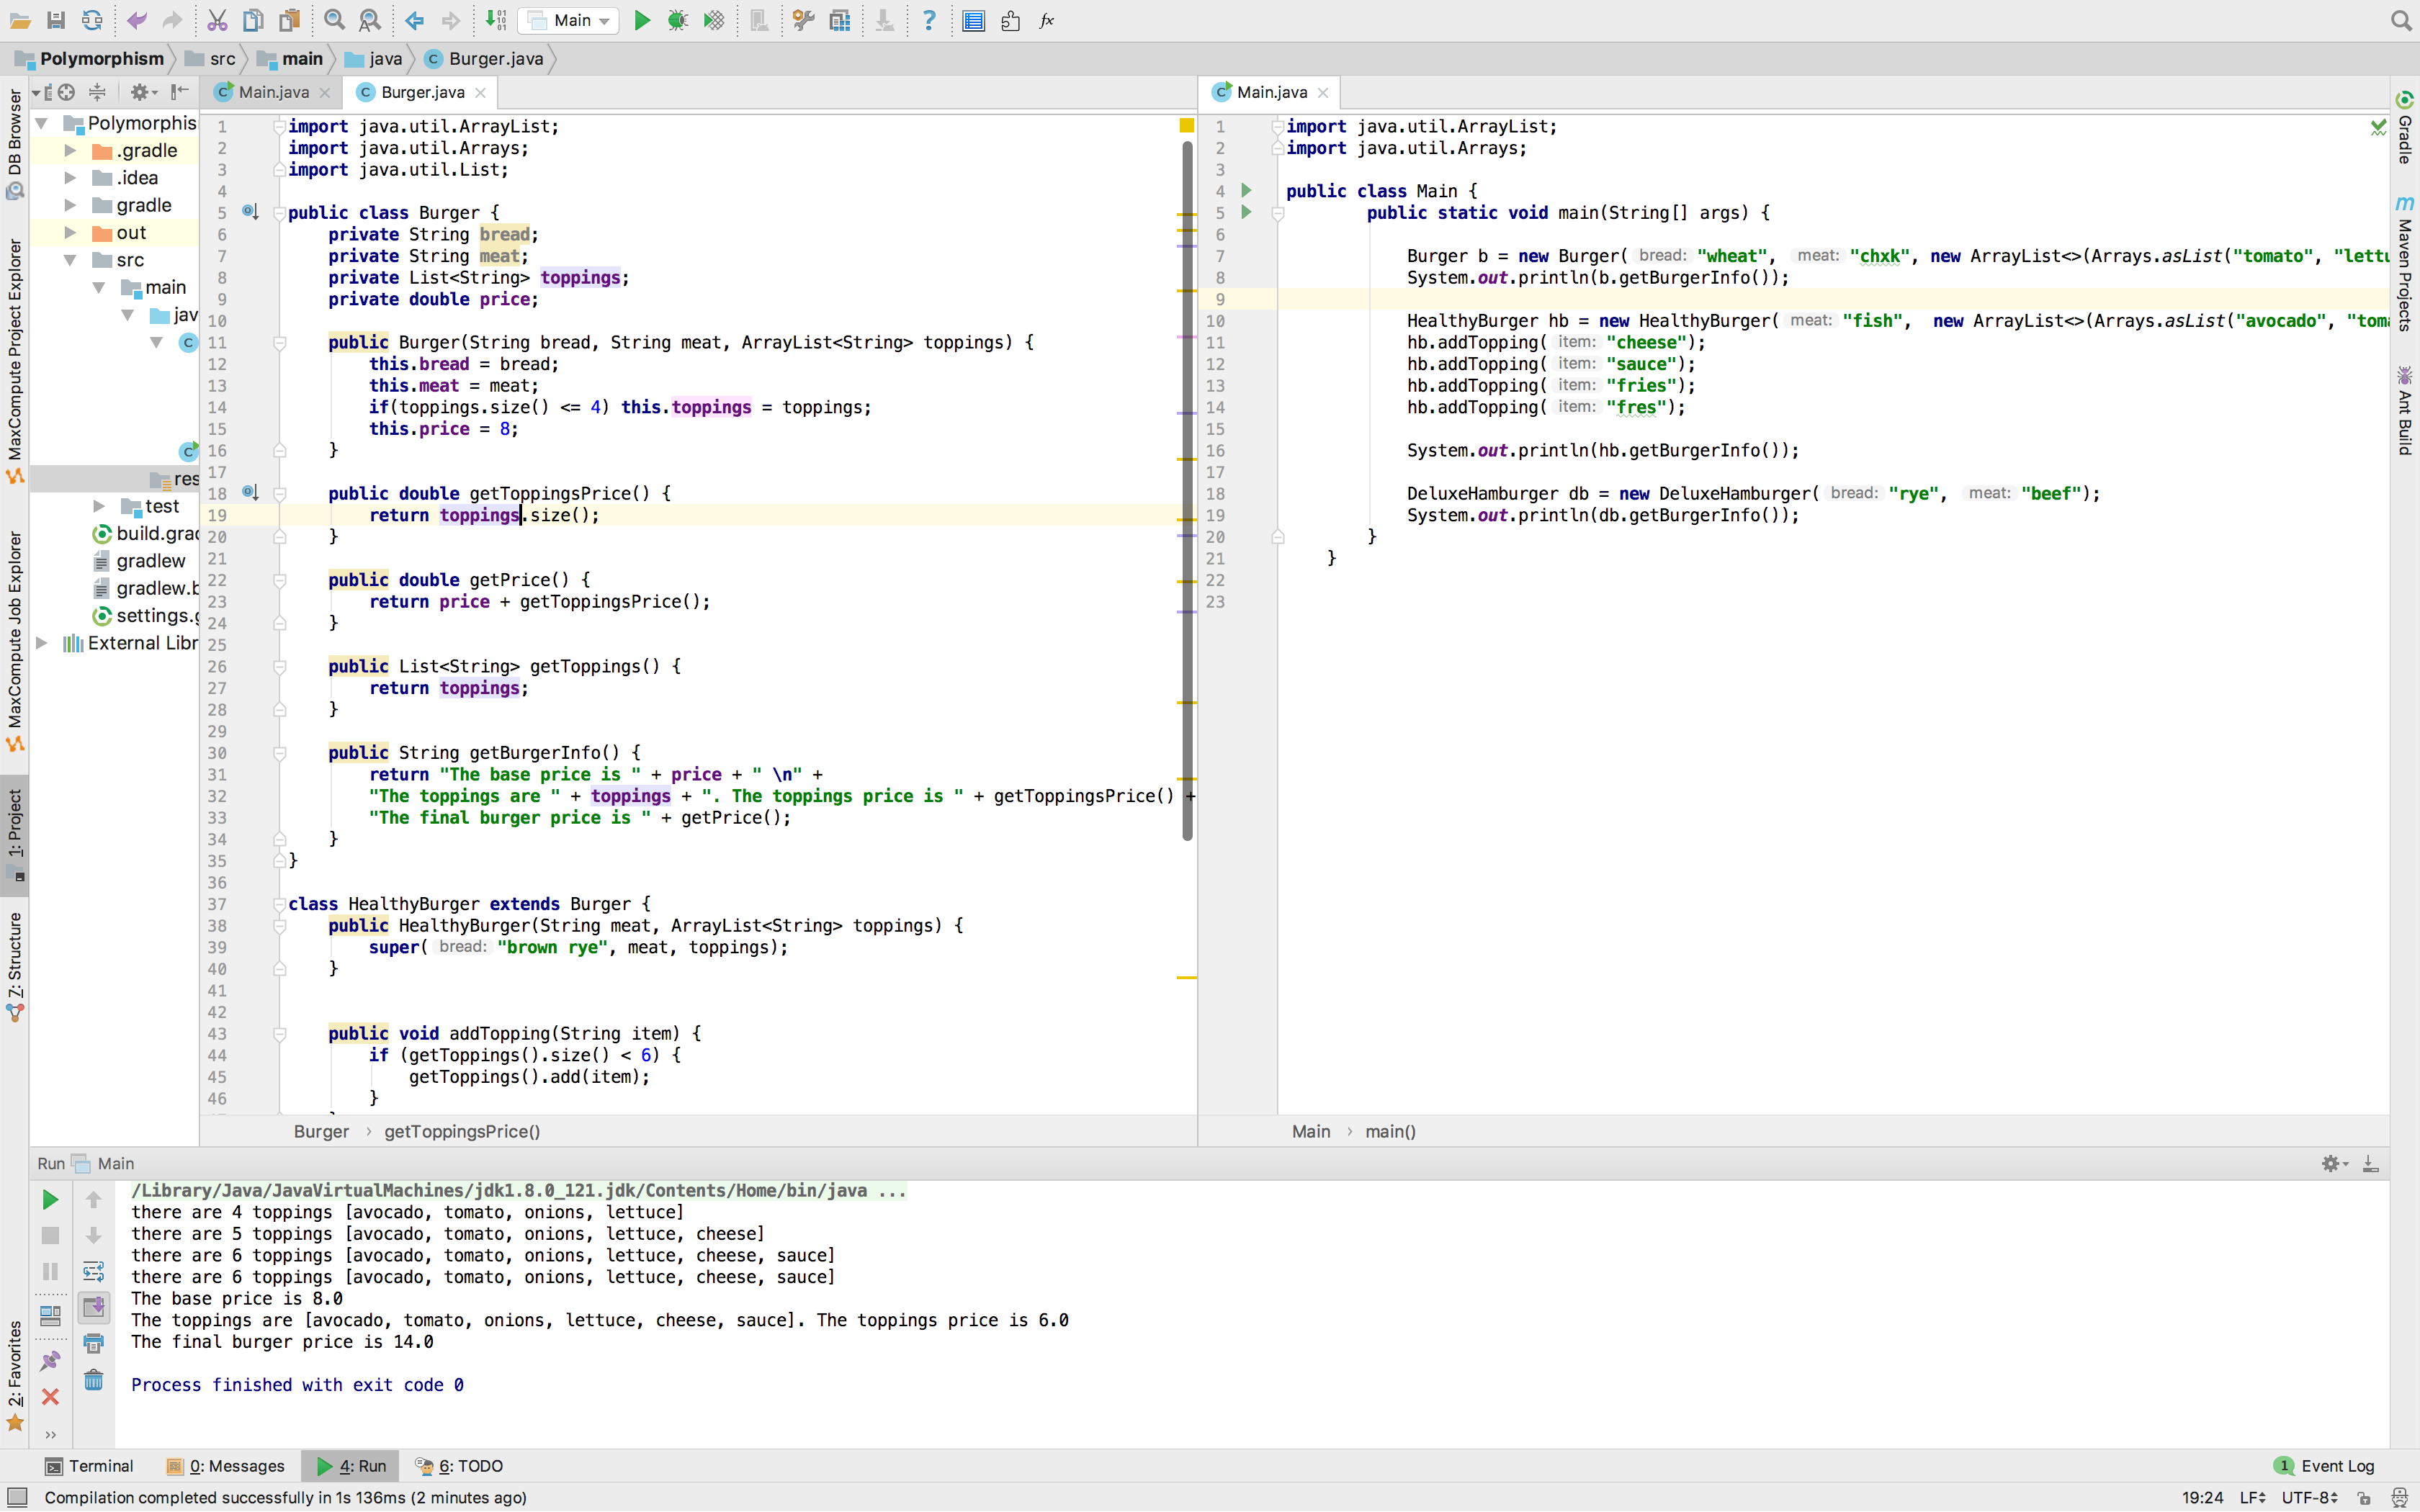 Main
Polymorphism src main java Burger.java
Main.java Burger.java
Main.java
DB Browser
MaxCompute Project Explorer
MaxCompute Job Explorer
1: Project
7: Structure
2: Favorites
Polymorphis
.gradle
.idea
gradle
out
src
main
jav
C
C
res
test
build.grad
gradlew
gradlew.b
settings.g
External Libr
1 import java.util.ArrayList;
2 import java.util.Arrays;
3 import java.util.List;
4
5 public class Burger {
6 private String bread;
7 private String meat;
8 private List<String> toppings;
9 private double price;
10
11 public Burger(String bread, String meat, ArrayList<String> toppings) {
12 this.bread = bread;
13 this.meat = meat;
14 if(toppings.size() <= 4) this.toppings = toppings;
15 this.price = 8;
16 }
17
18 public double getToppingsPrice() {
19 return toppings.size();
20 }
21
22 public double getPrice() {
23 return price + getToppingsPrice();
24 }
25
26 public List<String> getToppings() {
27 return toppings;
28 }
29
30 public String getBurgerInfo() {
31 return "The base price is " + price + " \n" +
32 "The toppings are " + toppings + ". The toppings price is " + getToppingsPrice() +
33 "The final burger price is " + getPrice();
34 }
35 }
36
37 class HealthyBurger extends Burger {
38 public HealthyBurger(String meat, ArrayList<String> toppings) {
39 super( bread: "brown rye", meat, toppings);
40 }
41
42
43 public void addTopping(String item) {
44 if (getToppings().size() < 6) {
45 getToppings().add(item);
46 }
Burger › getToppingsPrice()
1 import java.util.ArrayList;
2 import java.util.Arrays;
3
4 public class Main {
5 public static void main(String[] args) {
6
7 Burger b = new Burger( bread: "wheat", meat: "chxk", new ArrayList<>(Arrays.asList("tomato", "lettu
8 System.out.println(b.getBurgerInfo());
9
10 HealthyBurger hb = new HealthyBurger( meat: "fish", new ArrayList<>(Arrays.asList("avocado", "toma
11 hb.addTopping( item: "cheese");
12 hb.addTopping( item: "sauce");
13 hb.addTopping( item: "fries");
14 hb.addTopping( item: "fres");
15
16 System.out.println(hb.getBurgerInfo());
17
18 DeluxeHamburger db = new DeluxeHamburger( bread: "rye", meat: "beef");
19 System.out.println(db.getBurgerInfo());
20 }
21 }
22
23
Main › main()
Gradle
Maven Projects
Ant Build
Run Main
/Library/Java/JavaVirtualMachines/jdk1.8.0_121.jdk/Contents/Home/bin/java ...
there are 4 toppings [avocado, tomato, onions, lettuce]
there are 5 toppings [avocado, tomato, onions, lettuce, cheese]
there are 6 toppings [avocado, tomato, onions, lettuce, cheese, sauce]
there are 6 toppings [avocado, tomato, onions, lettuce, cheese, sauce]
The base price is 8.0
The toppings are [avocado, tomato, onions, lettuce, cheese, sauce]. The toppings price is 6.0
The final burger price is 14.0
Process finished with exit code 0
Terminal 0: Messages 4: Run 6: TODO 1 Event Log
Compilation completed successfully in 1s 136ms (2 minutes ago) 19:24 LF UTF-8